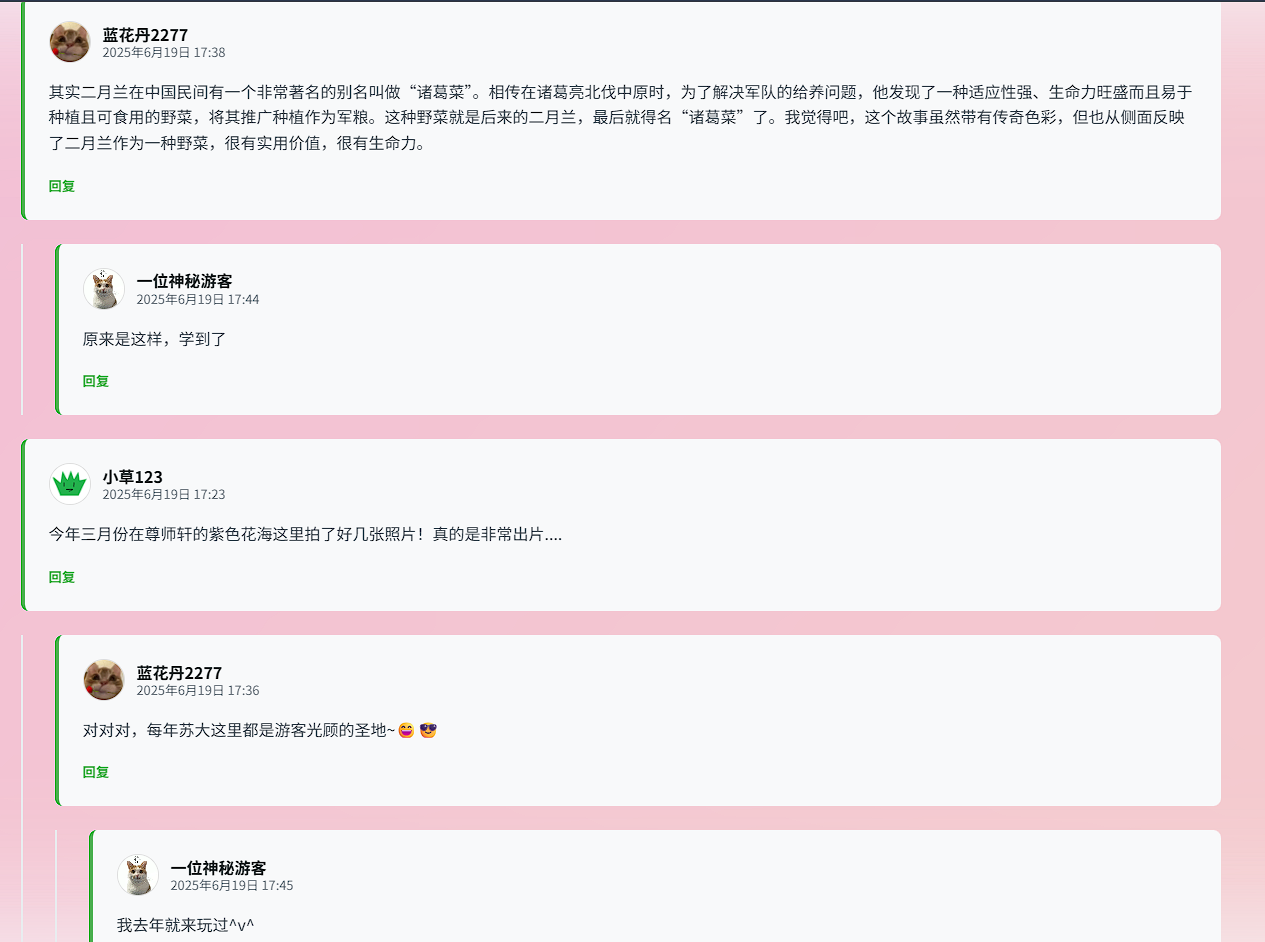 蓝花丹2277
2025年6月19日 17:38
其实二月兰在中国民间有一个非常著名的别名叫做“诸葛菜”。相传在诸葛亮北伐中原时，为了解决军队的给养问题，他发现了一种适应性强、生命力旺盛而且易于
种植且可食用的野菜，将其推广种植作为军粮。这种野菜就是后来的二月兰，最后就得名“诸葛菜”了。我觉得吧，这个故事虽然带有传奇色彩，但也从侧面反映
了二月兰作为一种野菜，很有实用价值，很有生命力。
回复
一位神秘游客
2025年6月19日 17:44
原来是这样，学到了
回复
小草123
2025年6月19日 17:23
今年三月份在尊师轩的紫色花海这里拍了好几张照片！真的是非常出片....
回复
蓝花丹2277
2025年6月19日 17:36
对对对，每年苏大这里都是游客光顾的圣地~😄😎
回复
一位神秘游客
2025年6月19日 17:45
我去年就来玩过^v^